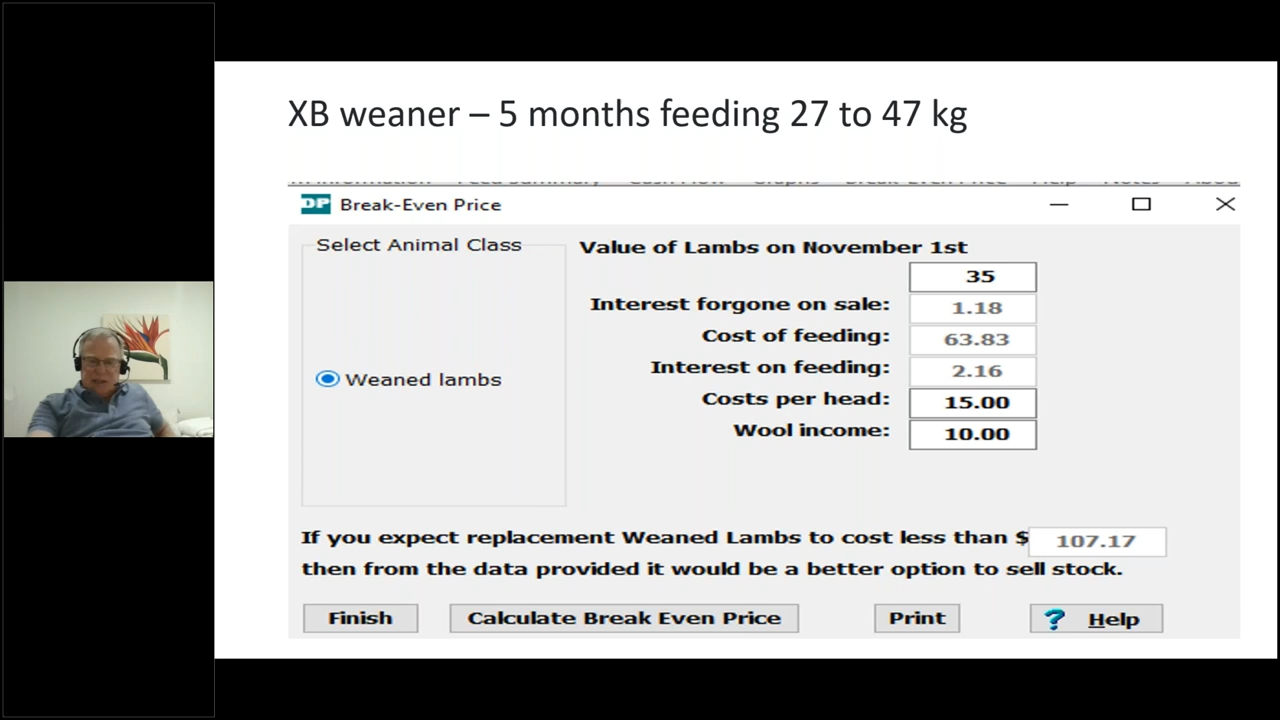 XB weaner – 5 months feeding 27 to 47 kg
DP Break-Even Price
Select Animal Class
Value of Lambs on November 1st
35
Interest forgone on sale: 1.18
Cost of feeding: 63.83
Interest on feeding: 2.16
Weaned lambs
Costs per head: 15.00
Wool income: 10.00
If you expect replacement Weaned Lambs to cost less than $ 107.17
then from the data provided it would be a better option to sell stock.
Finish Calculate Break Even Price Print ? Help